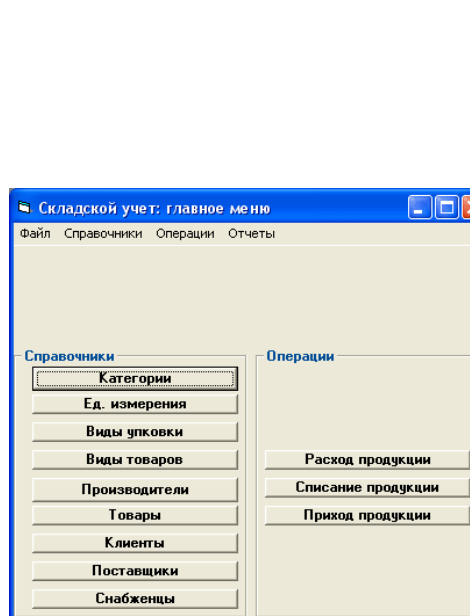 Складской учет: главное меню
Файл Справочники Операции Отчеты
Справочники
Категории
Ед. измерения
Виды упковки
Виды товаров
Производители
Товары
Клиенты
Поставщики
Снабженцы
Операции
Расход продукции
Списание продукции
Приход продукции